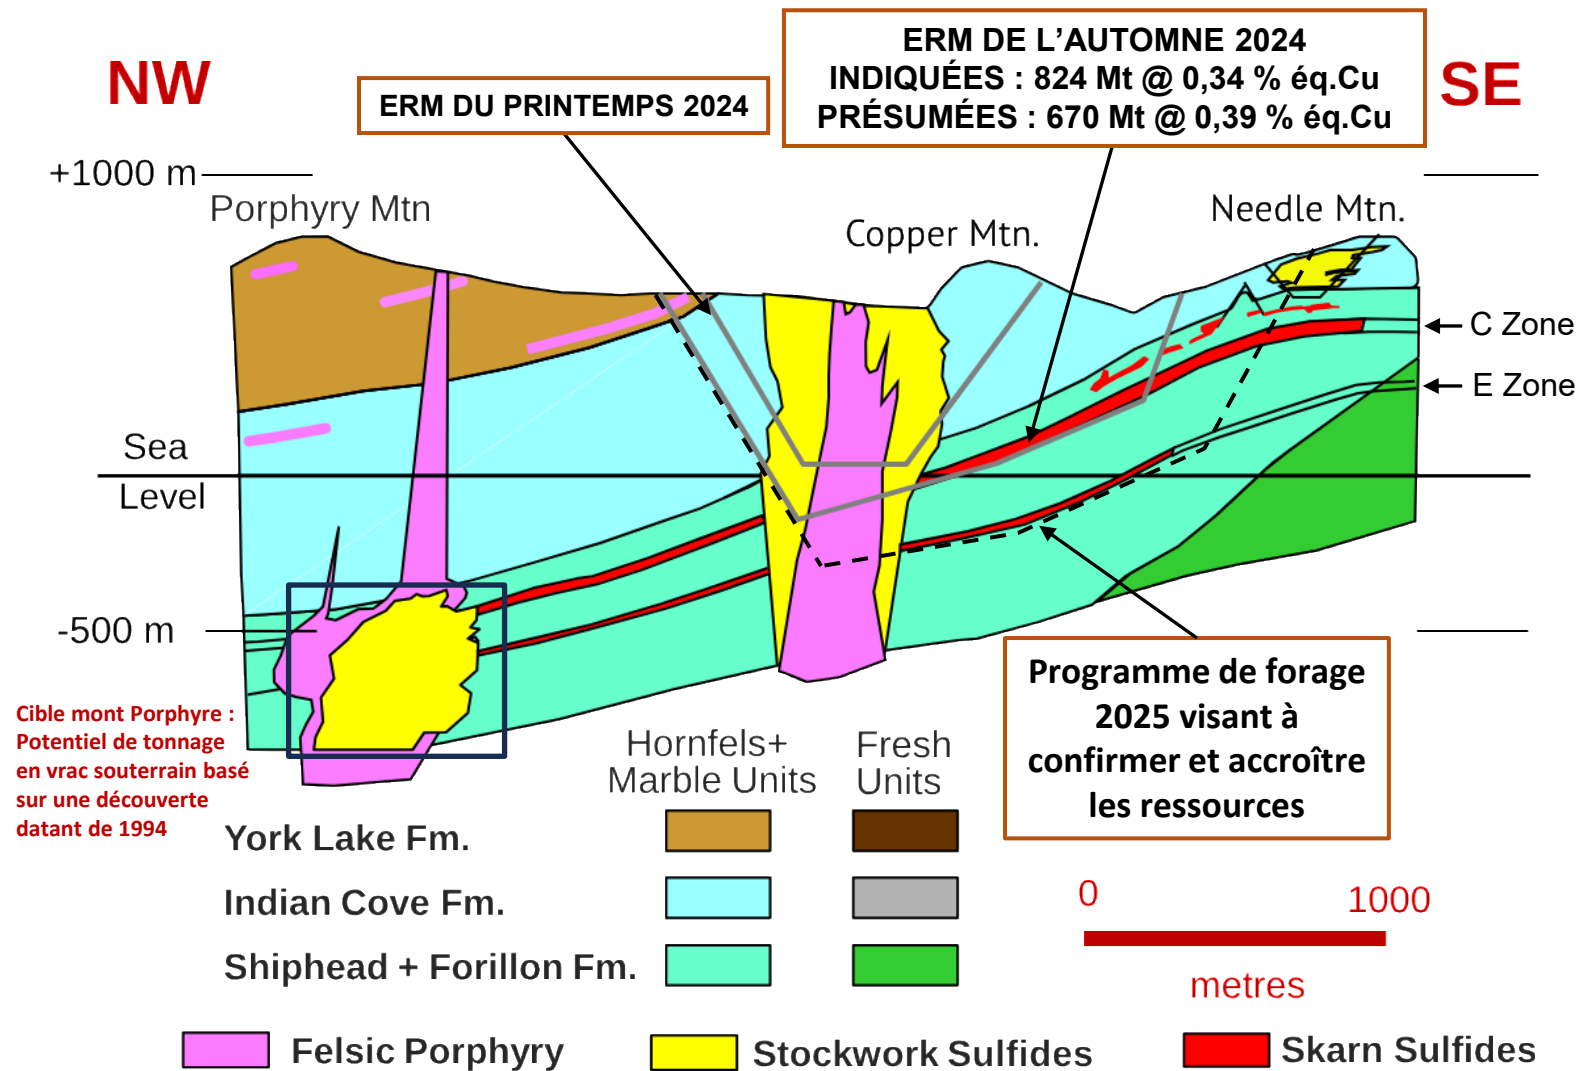 ERM DE L’AUTOMNE 2024
INDIQUÉES : 824 Mt @ 0,34 % éq.Cu
PRÉSUMÉES : 670 Mt @ 0,39 % éq.Cu
NW
ERM DU PRINTEMPS 2024
SE
+1000 m
Porphyry Mtn
Copper Mtn.
Needle Mtn.
C Zone
E Zone
Sea
Level
-500 m
Cible mont Porphyre :
Potentiel de tonnage
en vrac souterrain basé
sur une découverte
datant de 1994
Programme de forage
2025 visant à
confirmer et accroître
les ressources
Hornfels+
Marble Units
Fresh
Units
York Lake Fm.
Indian Cove Fm.
Shiphead + Forillon Fm.
0
1000
metres
Felsic Porphyry
Stockwork Sulfides
Skarn Sulfides